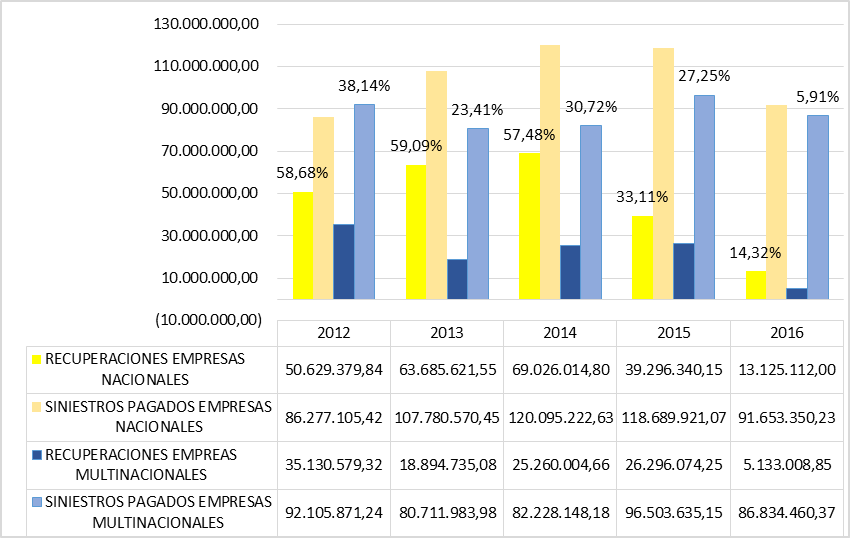 130.000.000,00
110.000.000,00
90.000.000,00
70.000.000,00
50.000.000,00
30.000.000,00
10.000.000,00
(10.000.000,00)
58,68%
38,14%
59,09%
23,41%
57,48%
30,72%
33,11%
27,25%
14,32%
5,91%
2012 2013 2014 2015 2016
RECUPERACIONES EMPRESAS
NACIONALES
50.629.379,84 63.685.621,55 69.026.014,80 39.296.340,15 13.125.112,00
SINIESTROS PAGADOS EMPRESAS
NACIONALES
86.277.105,42 107.780.570,45 120.095.222,63 118.689.921,07 91.653.350,23
RECUPERACIONES EMPREAS
MULTINACIONALES
35.130.579,32 18.894.735,08 25.260.004,66 26.296.074,25 5.133.008,85
SINIESTROS PAGADOS EMPRESAS
MULTINACIONALES
92.105.871,24 80.711.983,98 82.228.148,18 96.503.635,15 86.834.460,37